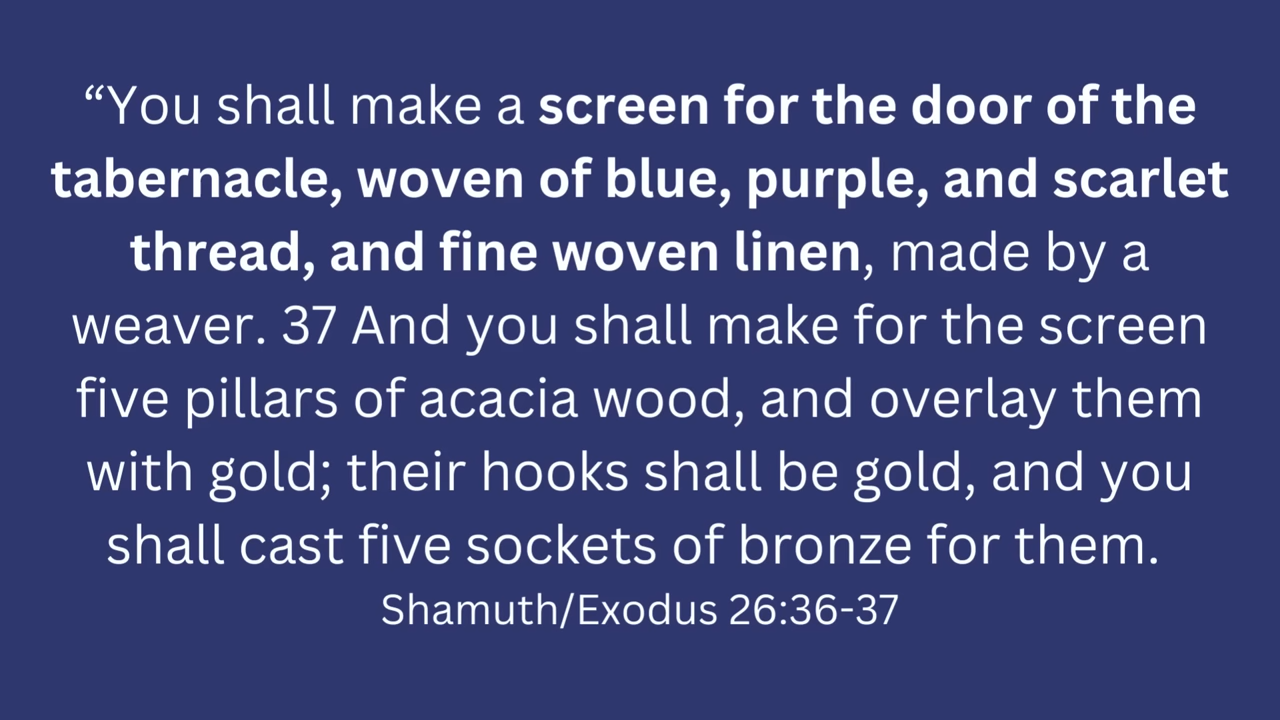 “You shall make a screen for the door of the
tabernacle, woven of blue, purple, and scarlet
thread, and fine woven linen, made by a
weaver. 37 And you shall make for the screen
five pillars of acacia wood, and overlay them
with gold; their hooks shall be gold, and you
shall cast five sockets of bronze for them.
Shamuth/Exodus 26:36-37